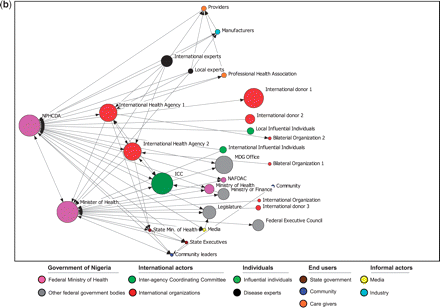 (b)
Providers
Manufacturers
International experts
Local experts
Professional Health Association
NPHCDA
International Health Agency 1
International donor 1
International donor 2
Local Influential Individuals
Bilateral Organization 2
International Health Agency 2
International Influential Individuals
MDG Office
Bilateral Organization 1
ICC
NAFDAC
Ministry of Health
Community
Ministry of Finance
Minister of Health
International Organization
International donor 3
Legislature
Federal Executive Council
State Min. of Health
Media
State Executives
Community leaders
Government of Nigeria
International actors
Individuals
End users
Informal actors
Federal Ministry of Health
Inter-agency Coordinating Committee
Influential individuals
State government
Media
Other federal government bodies
International organizations
Disease experts
Community
Industry
Care givers